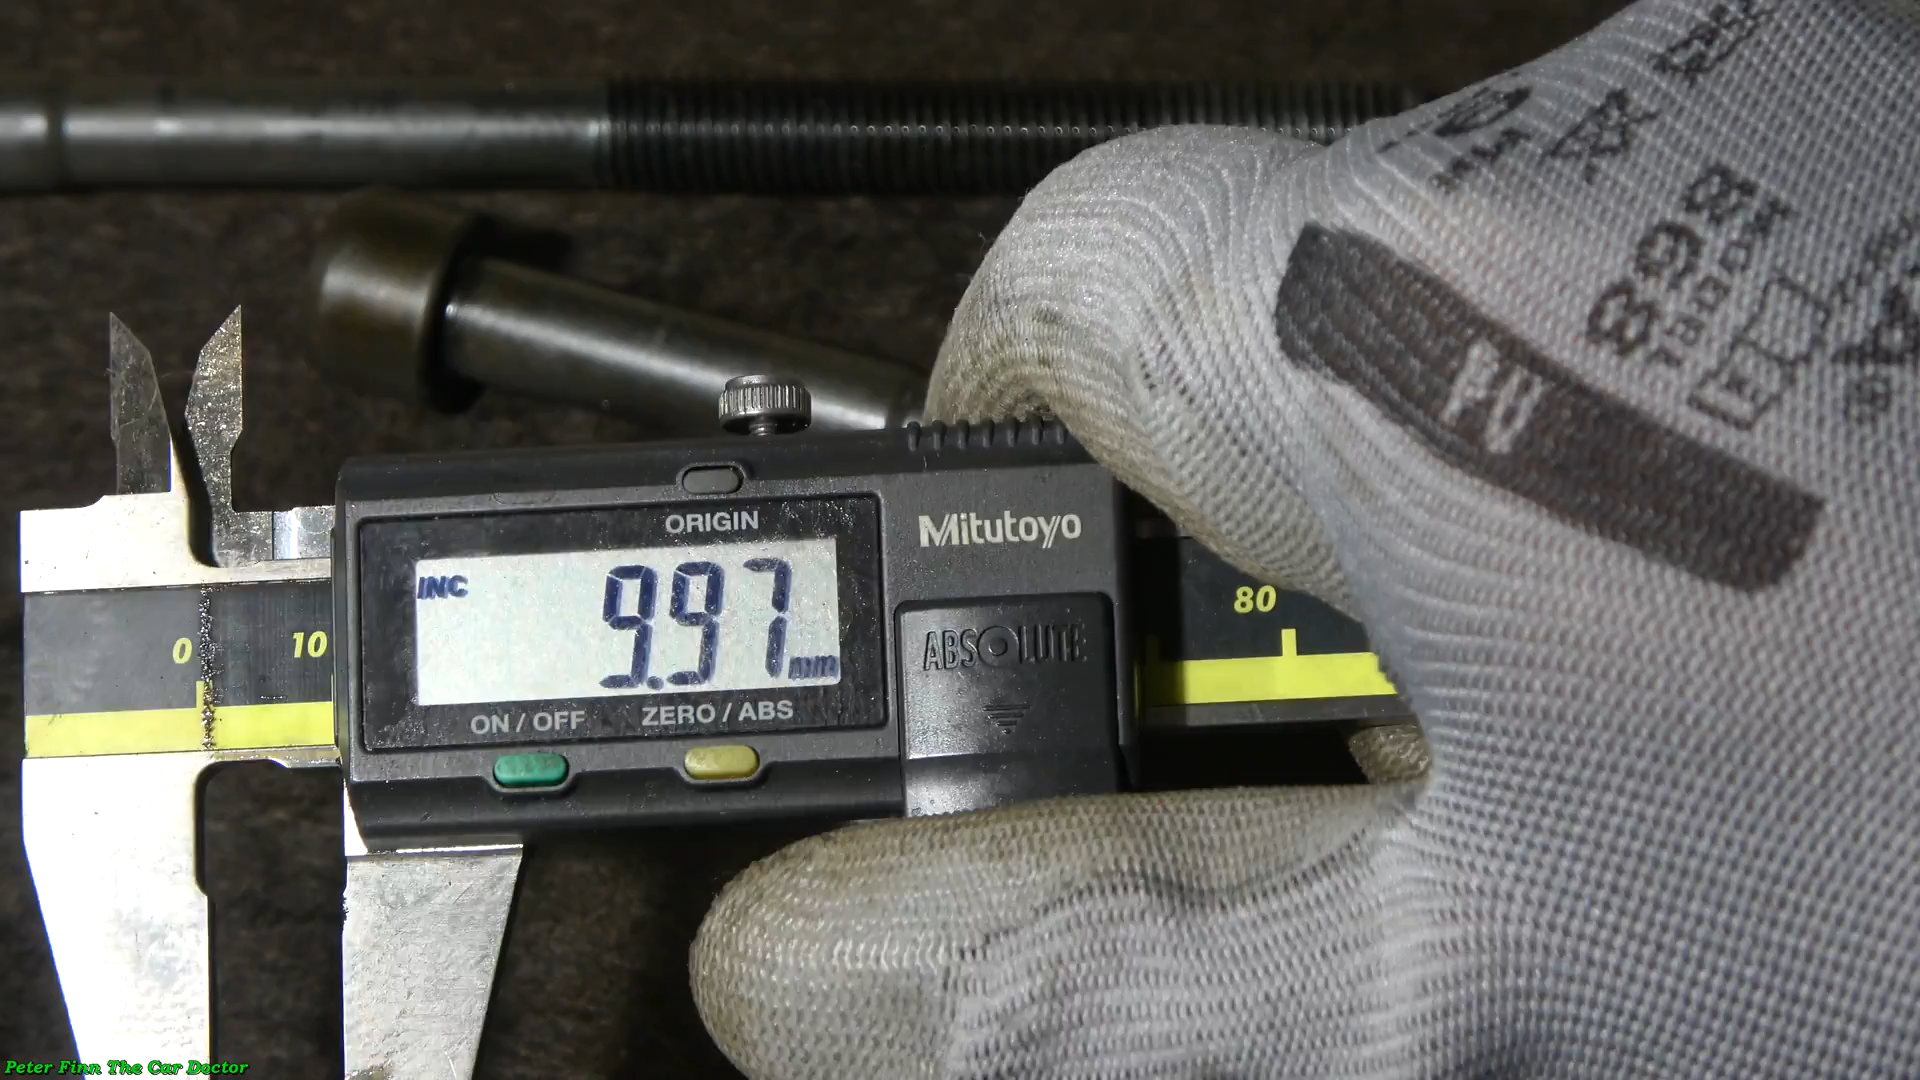 ORIGIN
Mitutoyo
INC 9.97 mm
ABSOLUTE
ON / OFF ZERO / ABS
0 10 80
PU
Peter Finn The Car Doctor